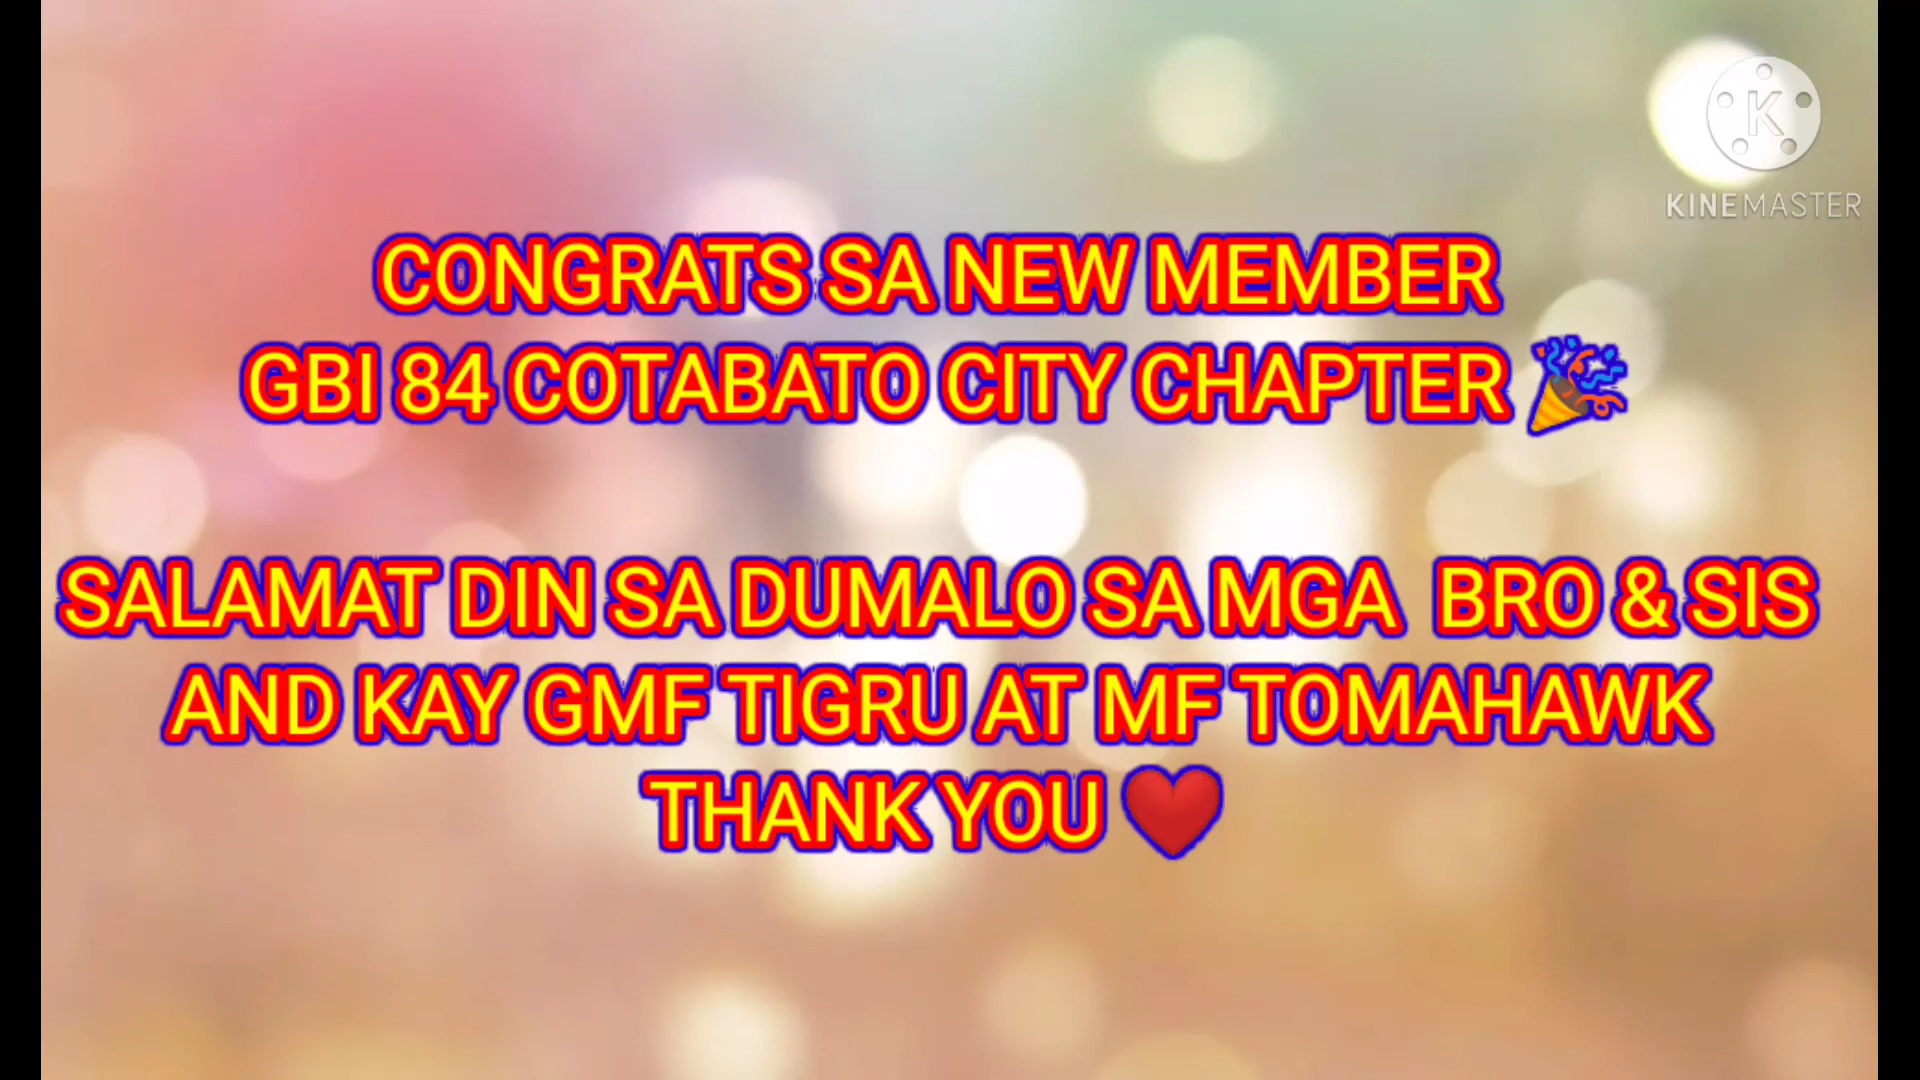 K
KINEMASTER
CONGRATS SA NEW MEMBER
GBI 84 COTABATO CITY CHAPTER 🎉
SALAMAT DIN SA DUMALO SA MGA  BRO & SIS
AND KAY GMF TIGRU AT MF TOMAHAWK
THANK YOU ❤️